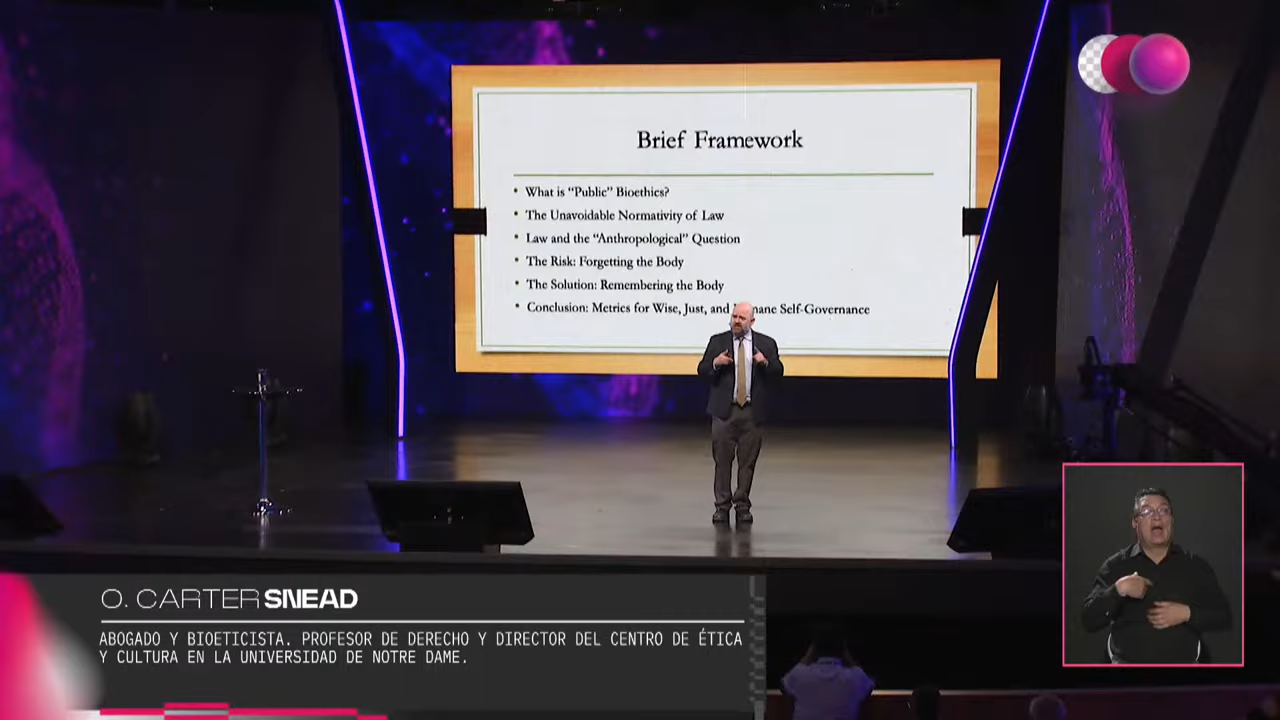 Brief Framework
• What is “Public” Bioethics?
• The Unavoidable Normativity of Law
• Law and the “Anthropological” Question
• The Risk: Forgetting the Body
• The Solution: Remembering the Body
• Conclusion: Metrics for Wise, Just, and Self-Governance
O. CARTER SNEAD
ABOGADO Y BIOETICISTA. PROFESOR DE DERECHO Y DIRECTOR DEL CENTRO DE ÉTICA
Y CULTURA EN LA UNIVERSIDAD DE NOTRE DAME.